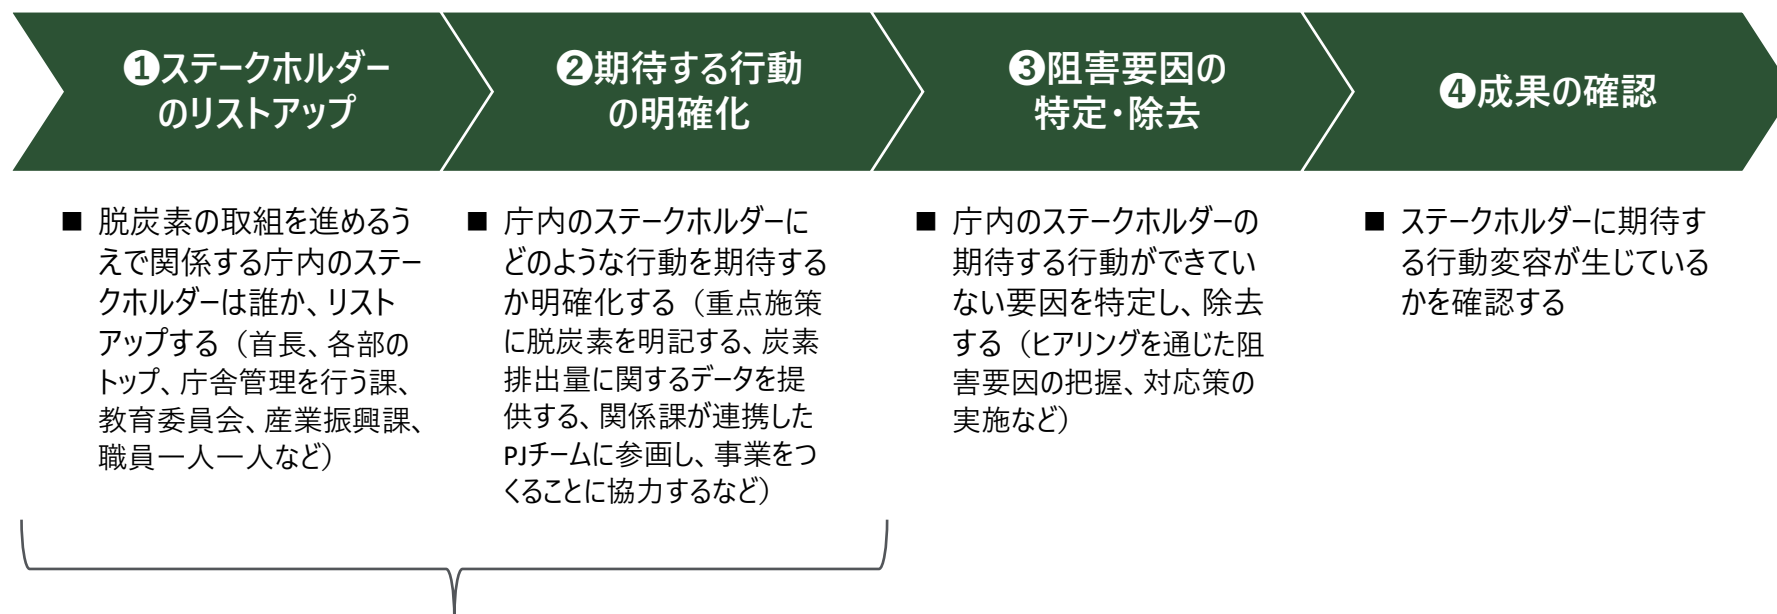 ❶ステークホルダー
のリストアップ
❷期待する行動
の明確化
❸阻害要因の
特定・除去
❹成果の確認
■ 脱炭素の取組を進めるう
えで関係する庁内のステー
クホルダーは誰か、リスト
アップする（首長、各部の
トップ、庁舎管理を行う課、
教育委員会、産業振興課、
職員一人一人など）
■ 庁内のステークホルダーに
どのような行動を期待する
か明確化する（重点施策
に脱炭素を明記する、炭素
排出量に関するデータを提
供する、関係課が連携した
PJチームに参画し、事業をつ
くることに協力するなど）
■ 庁内のステークホルダーの
期待する行動ができてい
ない要因を特定し、除去
する（ヒアリングを通じた阻
害要因の把握、対応策の
実施など）
■ ステークホルダーに期待す
る行動変容が生じている
かを確認する